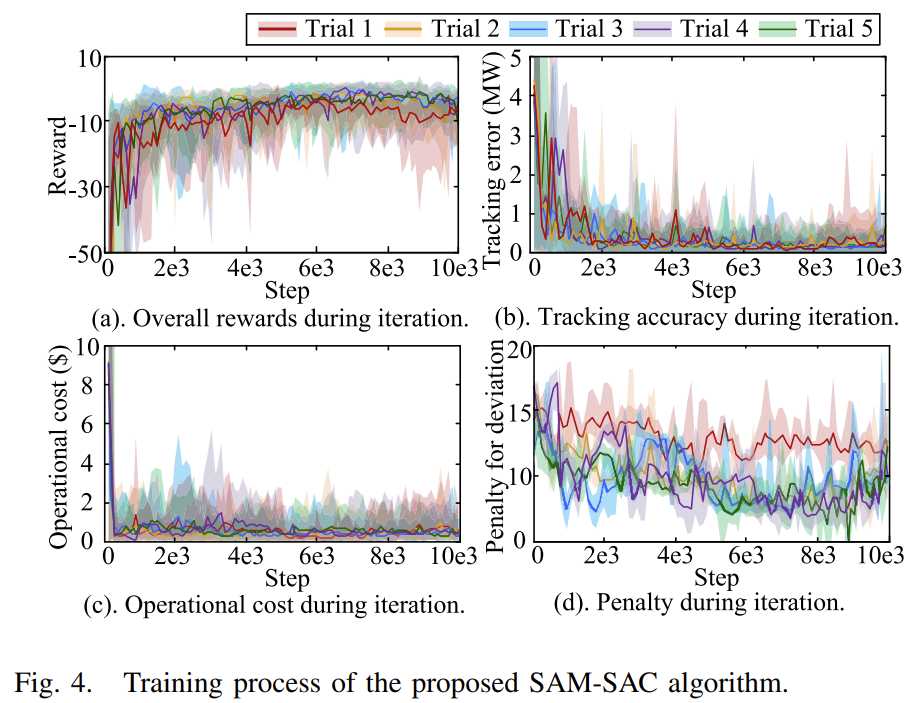 Trial 1 Trial 2 Trial 3 Trial 4 Trial 5
10
-10
-30
-50
Reward
0 2e3 4e3 6e3 8e3 10e3
Step
(a). Overall rewards during iteration.
5
4
3
2
1
0
Tracking error (MW)
0 2e3 4e3 6e3 8e3 10e3
Step
(b). Tracking accuracy during iteration.
10
8
6
4
2
0
Operational cost ($)
0 2e3 4e3 6e3 8e3 10e3
Step
(c). Operational cost during iteration.
20
15
10
0
Penalty for deviation
0 2e3 4e3 6e3 8e3 10e3
Step
(d). Penalty during iteration.
Fig. 4. Training process of the proposed SAM-SAC algorithm.